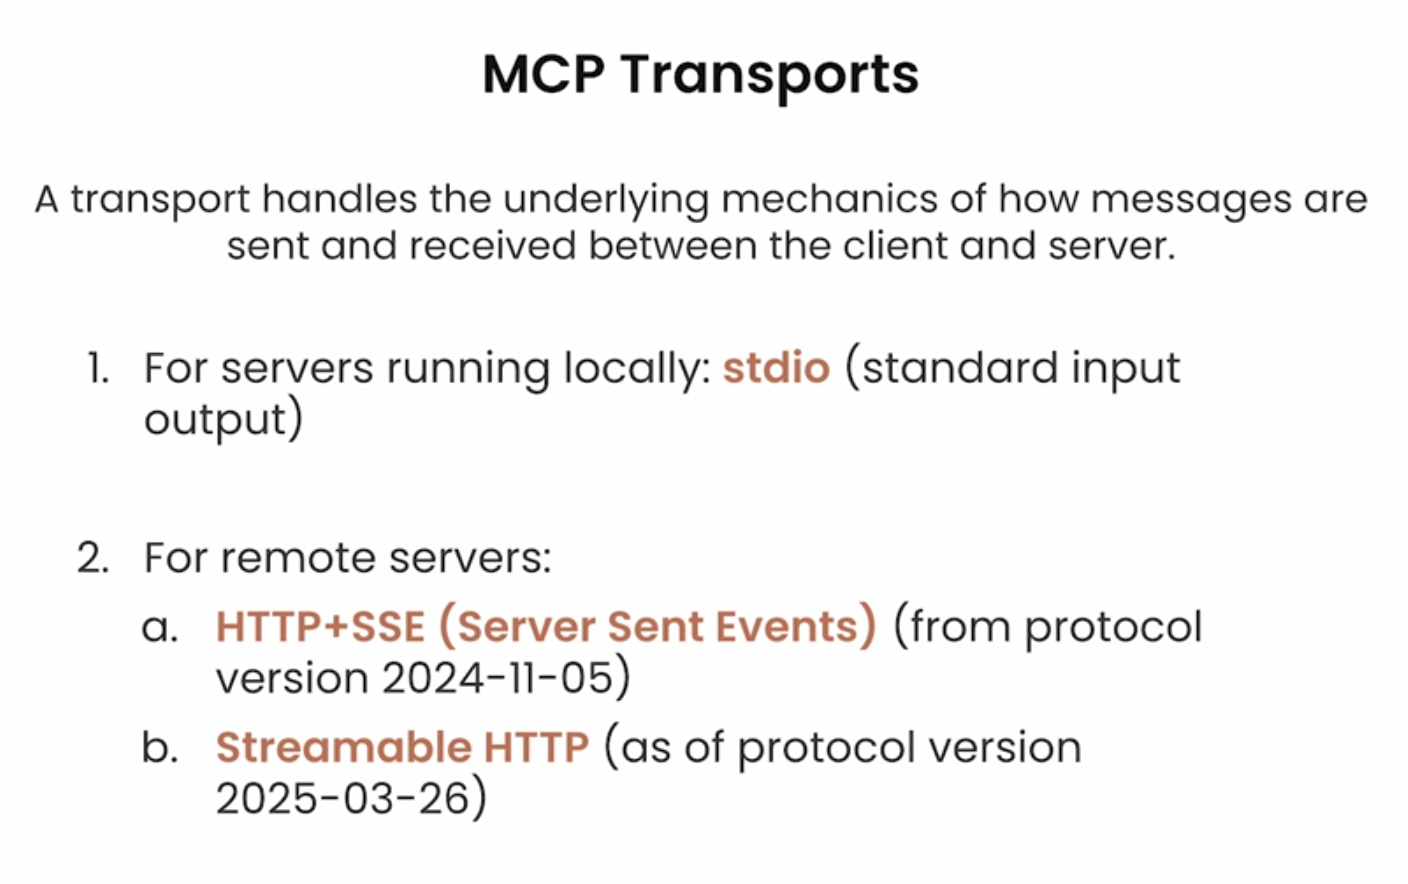 MCP Transports
A transport handles the underlying mechanics of how messages are
sent and received between the client and server.
1. For servers running locally: stdio (standard input
output)
2. For remote servers:
a. HTTP+SSE (Server Sent Events) (from protocol
version 2024-11-05)
b. Streamable HTTP (as of protocol version
2025-03-26)